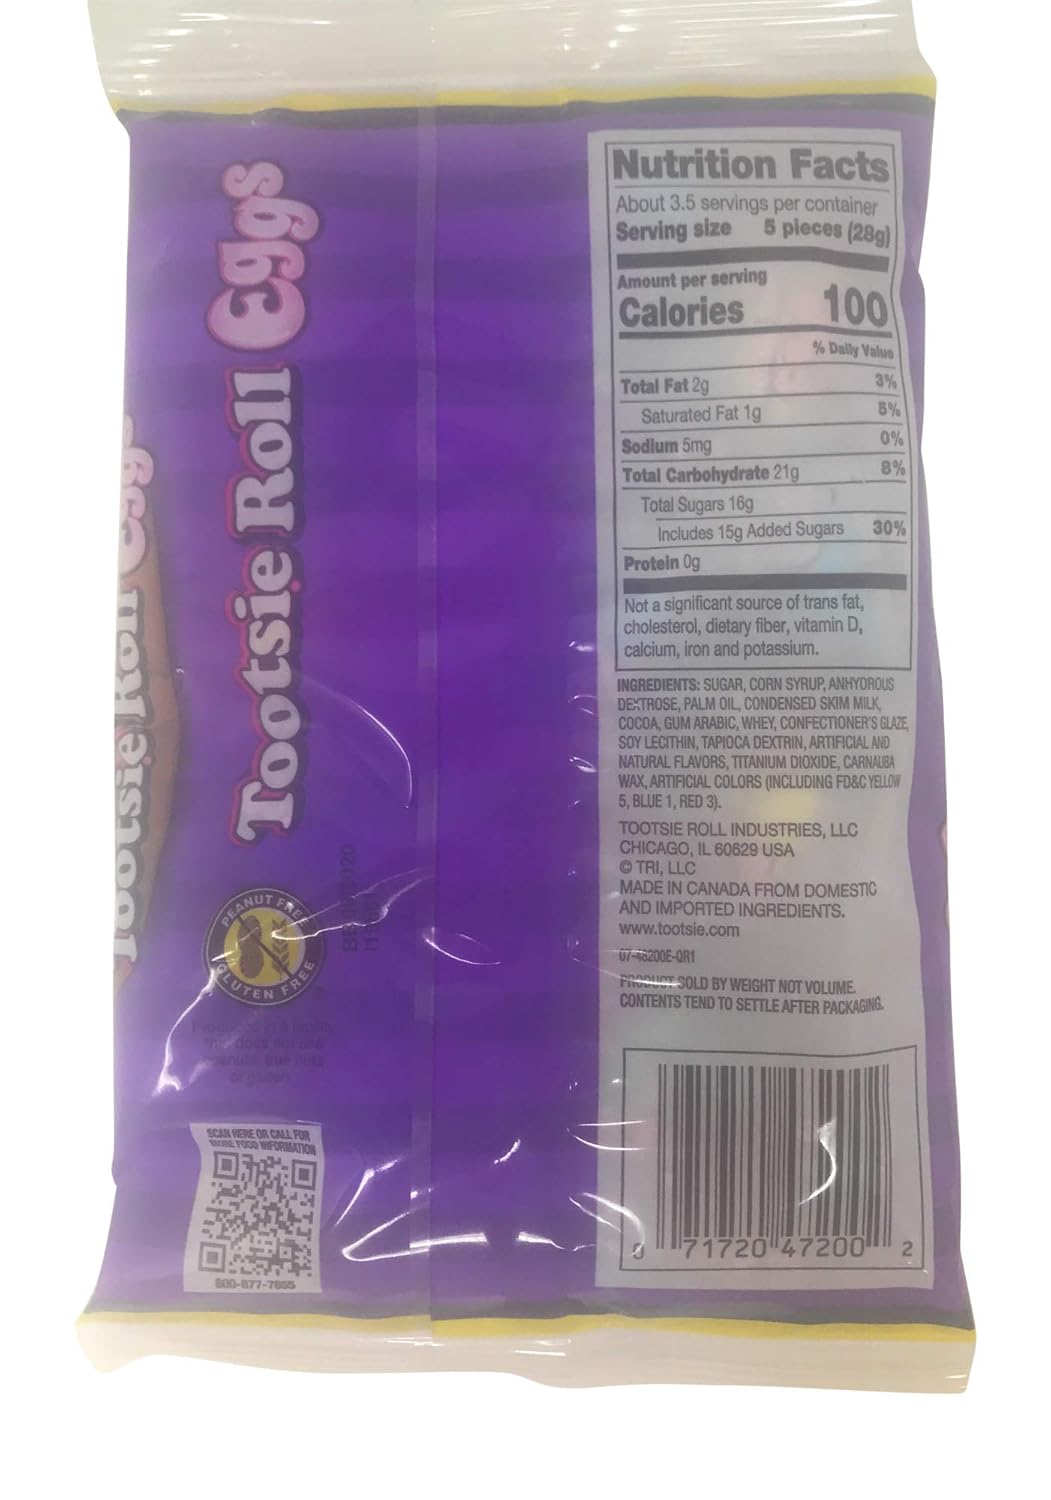 Tootsie Roll Eggs
Tootsie Roll Eggs
PEANUT FREE
GLUTEN FREE
peanuts, tree nuts
or gluten
SCAN HERE OR CALL FOR
MORE FOOD INFORMATION
800-877-7655
Nutrition Facts
About 3.5 servings per container
Serving size 5 pieces (28g)
Amount per serving
Calories 100
% Daily Value
Total Fat 2g 3%
Saturated Fat 1g 5%
Sodium 5mg 0%
Total Carbohydrate 21g 8%
Total Sugars 16g
Includes 15g Added Sugars 30%
Protein 0g
Not a significant source of trans fat,
cholesterol, dietary fiber, vitamin D,
calcium, iron and potassium.
INGREDIENTS: SUGAR, CORN SYRUP, ANHYDROUS
DEXTROSE, PALM OIL, CONDENSED SKIM MILK,
COCOA, GUM ARABIC, WHEY, CONFECTIONER'S GLAZE,
SOY LECITHIN, TAPIOCA DEXTRIN, ARTIFICIAL AND
NATURAL FLAVORS, TITANIUM DIOXIDE, CARNAUBA
WAX, ARTIFICIAL COLORS (INCLUDING FD&C YELLOW
5, BLUE 1, RED 3).
TOOTSIE ROLL INDUSTRIES, LLC
CHICAGO, IL 60629 USA
© TRI, LLC
MADE IN CANADA FROM DOMESTIC
AND IMPORTED INGREDIENTS.
www.tootsie.com
07-48200E-QR1
PRODUCT SOLD BY WEIGHT NOT VOLUME.
CONTENTS TEND TO SETTLE AFTER PACKAGING.
0 71720 47200 2